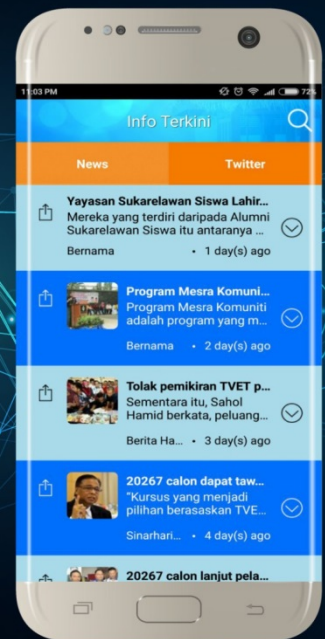 11:03 PM
72%
Info Terkini
News
Twitter
Yayasan Sukarelawan Siswa Lahir...
Mereka yang terdiri daripada Alumni
Sukarelawan Siswa itu antaranya ...
Bernama • 1 day(s) ago
Program Mesra Komuni...
Program Mesra Komuniti
adalah program yang m...
Bernama • 2 day(s) ago
Tolak pemikiran TVET p...
Sementara itu, Sahol
Hamid berkata, peluang...
Berita Ha... • 3 day(s) ago
20267 calon dapat taw...
"Kursus yang menjadi
pilihan berasaskan TVE...
Sinarhari... • 4 day(s) ago
20267 calon lanjut pela...